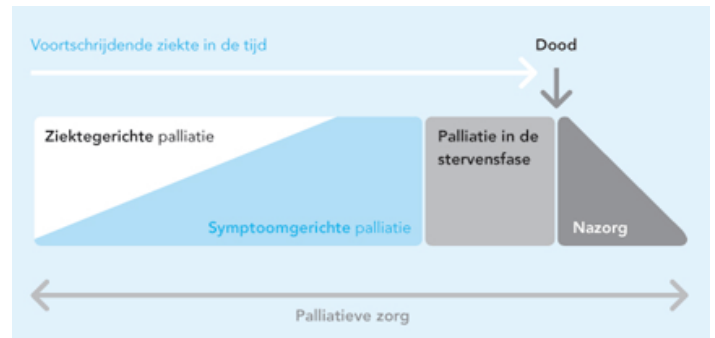 Voortschrijdende ziekte in de tijd
Dood
Ziektegerichte palliatie
Palliatie in de
stervensfase
Symptoomgerichte palliatie
Nazorg
Palliatieve zorg